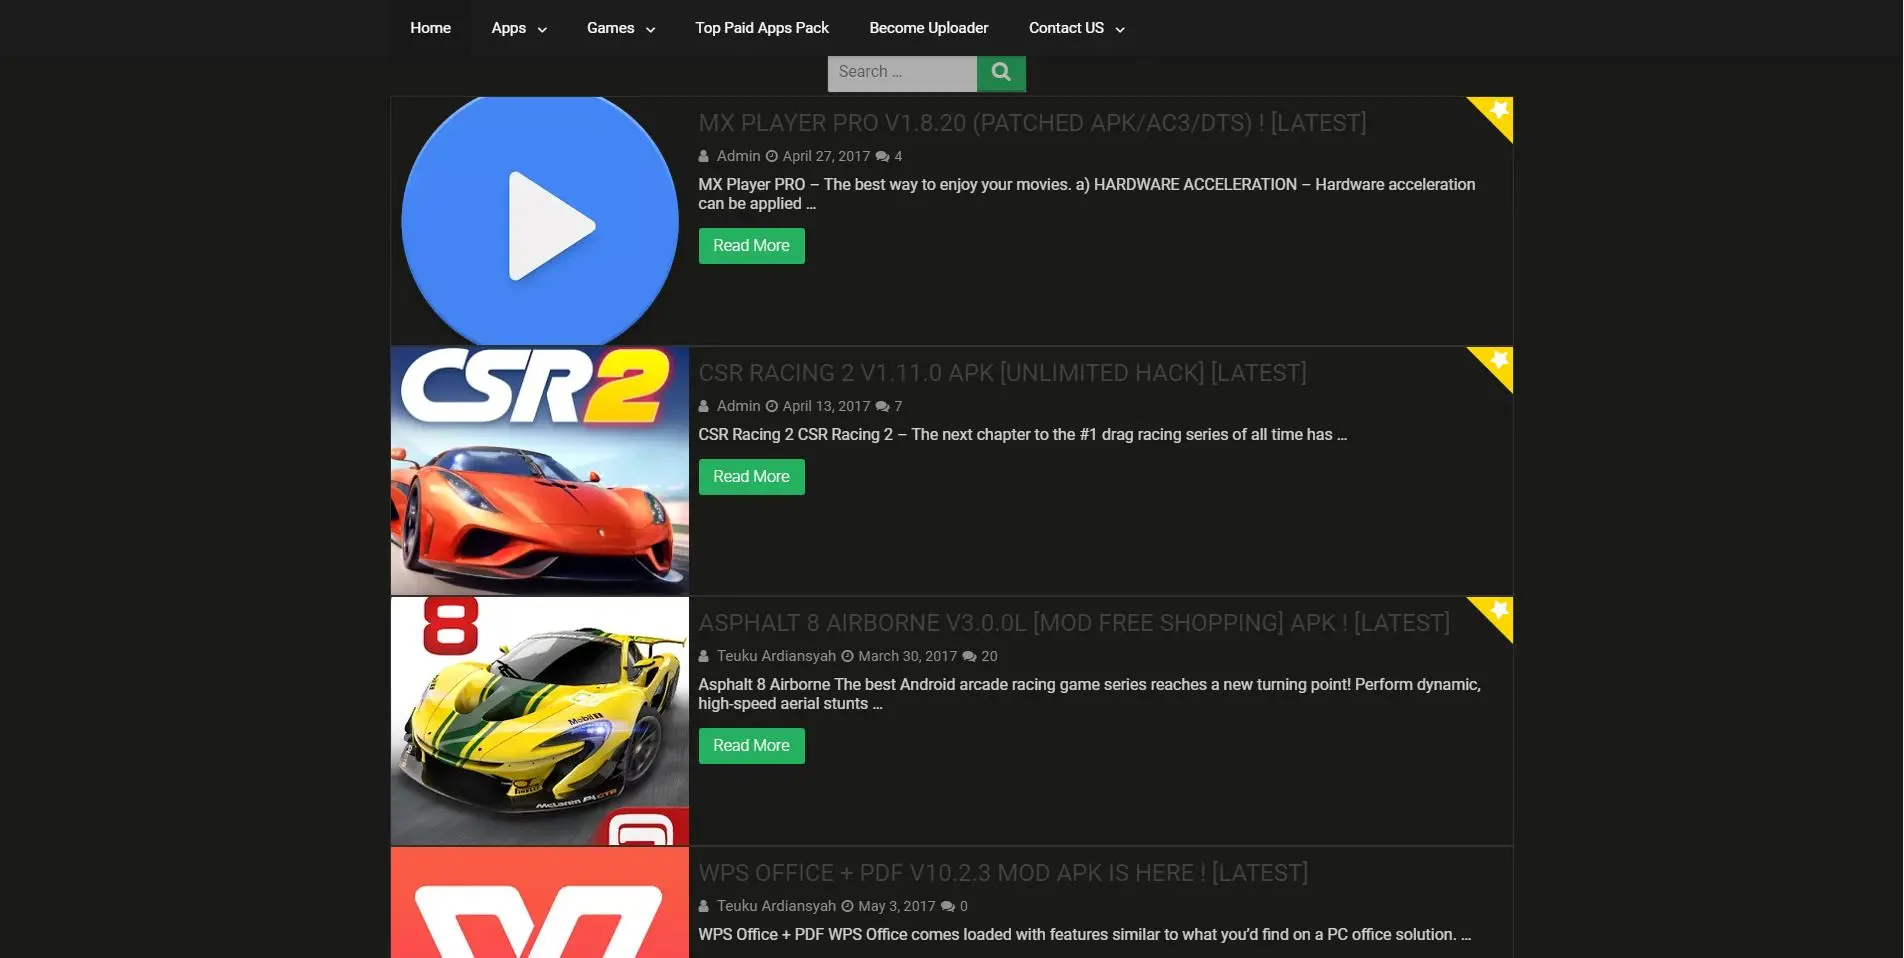 Home Apps Games Top Paid Apps Pack Become Uploader Contact US
Search ...
MX PLAYER PRO V1.8.20 (PATCHED APK/AC3/DTS) ! [LATEST]
Admin April 27, 2017 4
MX Player PRO – The best way to enjoy your movies. a) HARDWARE ACCELERATION – Hardware acceleration
can be applied ...
Read More
CSR2
CSR RACING 2 V1.11.0 APK [UNLIMITED HACK] [LATEST]
Admin April 13, 2017 7
CSR Racing 2 CSR Racing 2 – The next chapter to the #1 drag racing series of all time has ...
Read More
8
Mobil 1
McLaren P1 GTR
ASPHALT 8 AIRBORNE V3.0.0L [MOD FREE SHOPPING] APK ! [LATEST]
Teuku Ardiansyah March 30, 2017 20
Asphalt 8 Airborne The best Android arcade racing game series reaches a new turning point! Perform dynamic,
high-speed aerial stunts ...
Read More
WPS OFFICE + PDF V10.2.3 MOD APK IS HERE ! [LATEST]
Teuku Ardiansyah May 3, 2017 0
WPS Office + PDF WPS Office comes loaded with features similar to what you’d find on a PC office solution. ...